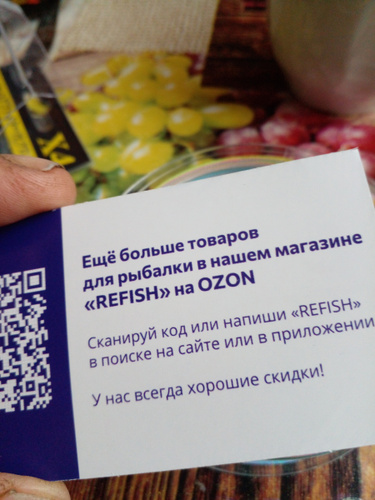 Ещё больше товаров
для рыбалки в нашем магазине
«REFISH» на OZON
Сканируй код или напиши «REFISH»
в поиске на сайте или в приложении
У нас всегда хорошие скидки!